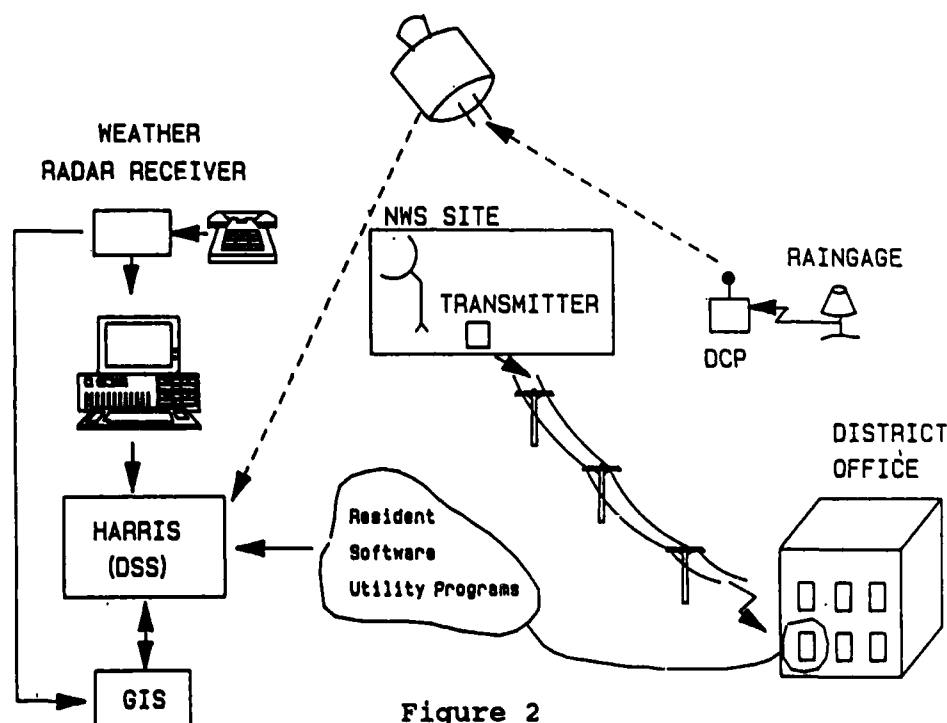 WEATHER
RADAR RECEIVER
NWS SITE
TRANSMITTER
RAINGAGE
DCP
DISTRICT
OFFICE
HARRIS
(DSS)
Resident
Software
Utility Programs
GIS
Figure 2